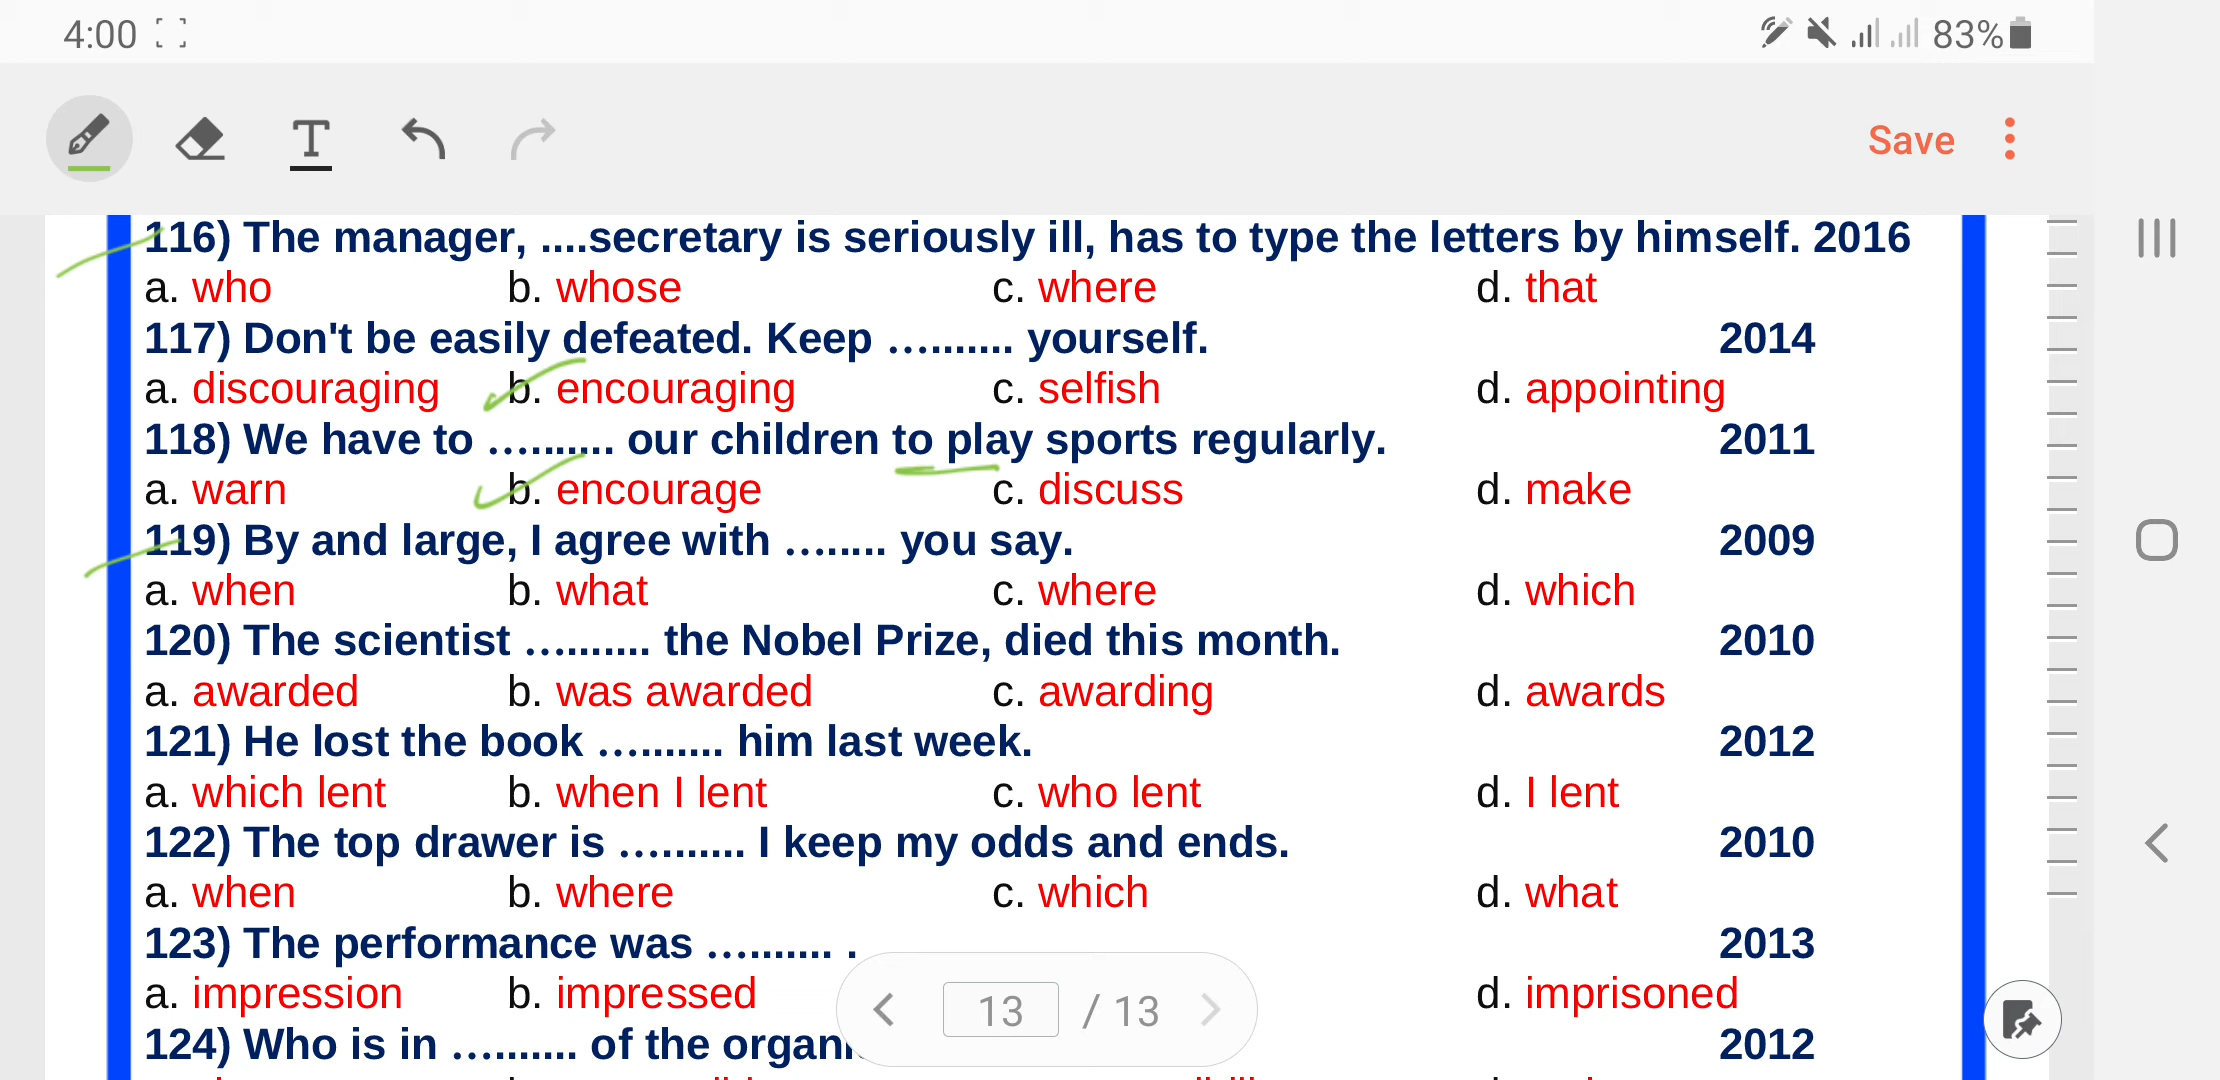 4:00 83%
T Save
116) The manager, ....secretary is seriously ill, has to type the letters by himself. 2016
a. who b. whose c. where d. that
117) Don't be easily defeated. Keep …........ yourself. 2014
a. discouraging b. encouraging c. selfish d. appointing
118) We have to …........ our children to play sports regularly. 2011
a. warn b. encourage c. discuss d. make
119) By and large, I agree with …..... you say. 2009
a. when b. what c. where d. which
120) The scientist …........ the Nobel Prize, died this month. 2010
a. awarded b. was awarded c. awarding d. awards
121) He lost the book …........ him last week. 2012
a. which lent b. when I lent c. who lent d. I lent
122) The top drawer is …........ I keep my odds and ends. 2010
a. when b. where c. which d. what
123) The performance was …........ . 2013
a. impression b. impressed d. imprisoned
13 / 13
124) Who is in …........ of the organi 2012